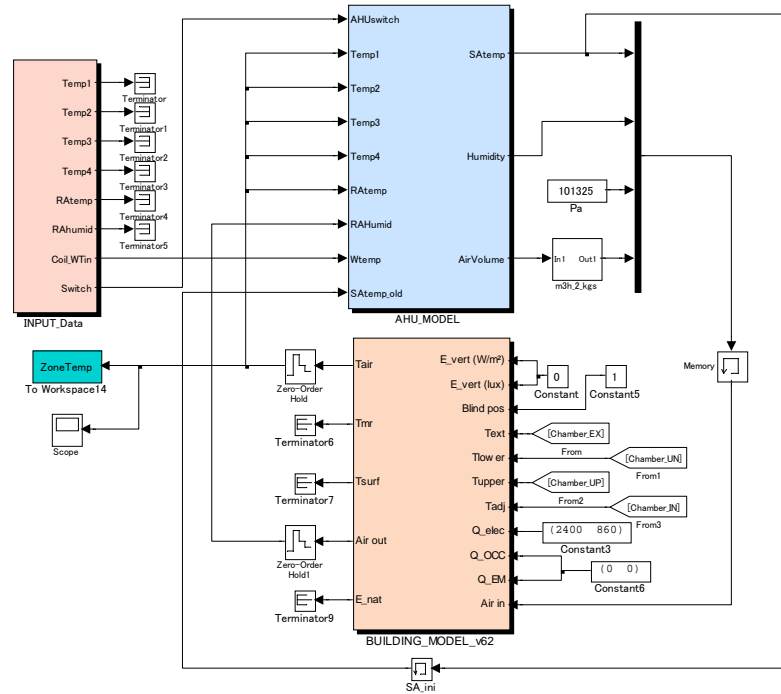 AHUswitch
Temp1
Temp2
Temp3
Temp4
RAtemp
RAHumid
Wtemp
SAtemp_old
SAtemp
Humidity
AirVolume
AHU_MODEL
Temp1
Temp2
Temp3
Temp4
RAtemp
RAhumid
Coil_WTin
Switch
INPUT_Data
Terminator
Terminator1
Terminator2
Terminator3
Terminator4
Terminator5
101325
Pa
In1 Out1
m3h_2_kgs
Memory
ZoneTemp
To Workspace14
Scope
Zero-Order
Hold
Terminator6
Terminator7
Zero-Order
Hold1
Terminator9
Tair
Tmr
Tsurf
Air out
E_nat
E_vert (W/m²)
E_vert (lux)
Blind pos
Text
Tlow er
Tupper
Tadj
Q_elec
Q_OCC
Q_EM
Air in
BUILDING_MODEL_v62
0
Constant
1
Constant5
[Chamber_EX]
From
[Chamber_UN]
From1
[Chamber_UP]
From2
[Chamber_IN]
From3
(2400 860)
Constant3
(0 0)
Constant6
SA_ini